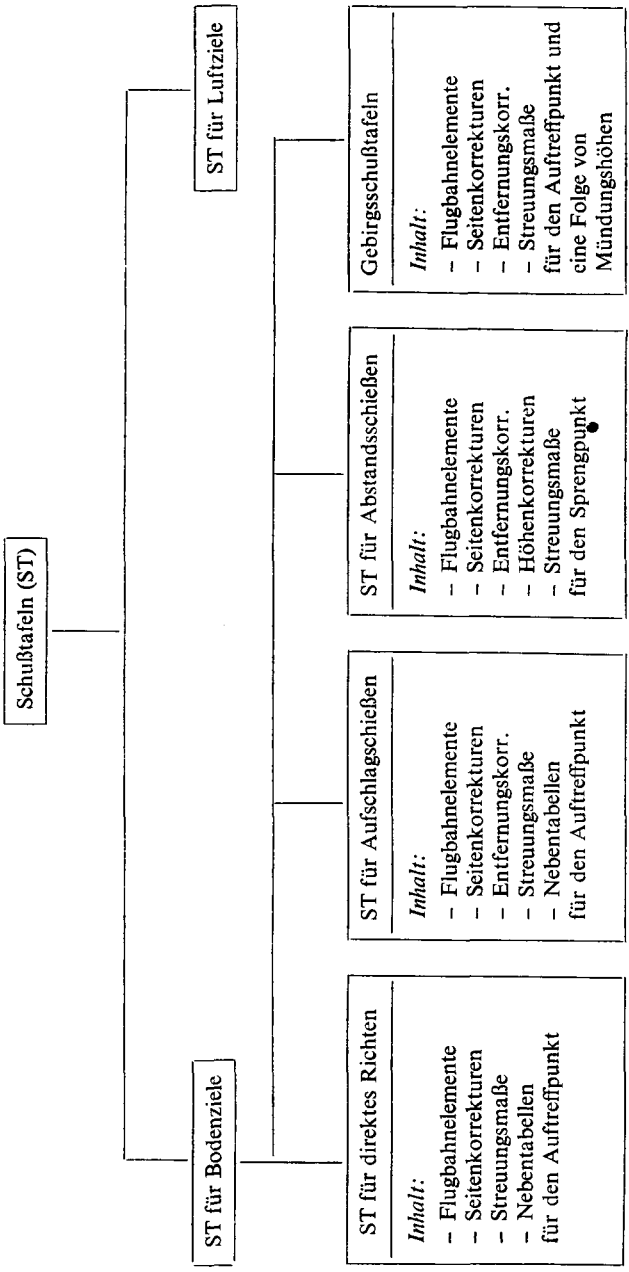 Schußtafeln (ST)
ST für Bodenziele
ST für Luftziele
ST für direktes Richten
Inhalt:
– Flugbahnelemente
– Seitenkorrekturen
– Streuungsmaße
– Nebentabellen
für den Auftreffpunkt
ST für Aufschlagschießen
Inhalt:
– Flugbahnelemente
– Seitenkorrekturen
– Entfernungskorr.
– Streuungsmaße
– Nebentabellen
für den Auftreffpunkt
ST für Abstandsschießen
Inhalt:
– Flugbahnelemente
– Seitenkorrekturen
– Entfernungskorr.
– Höhenkorrekturen
– Streuungsmaße
für den Sprengpunkt
Gebirgsschußtafeln
Inhalt:
– Flugbahnelemente
– Seitenkorrekturen
– Entfernungskorr.
– Streuungsmaße
für den Auftreffpunkt und
eine Folge von
Mündungshöhen